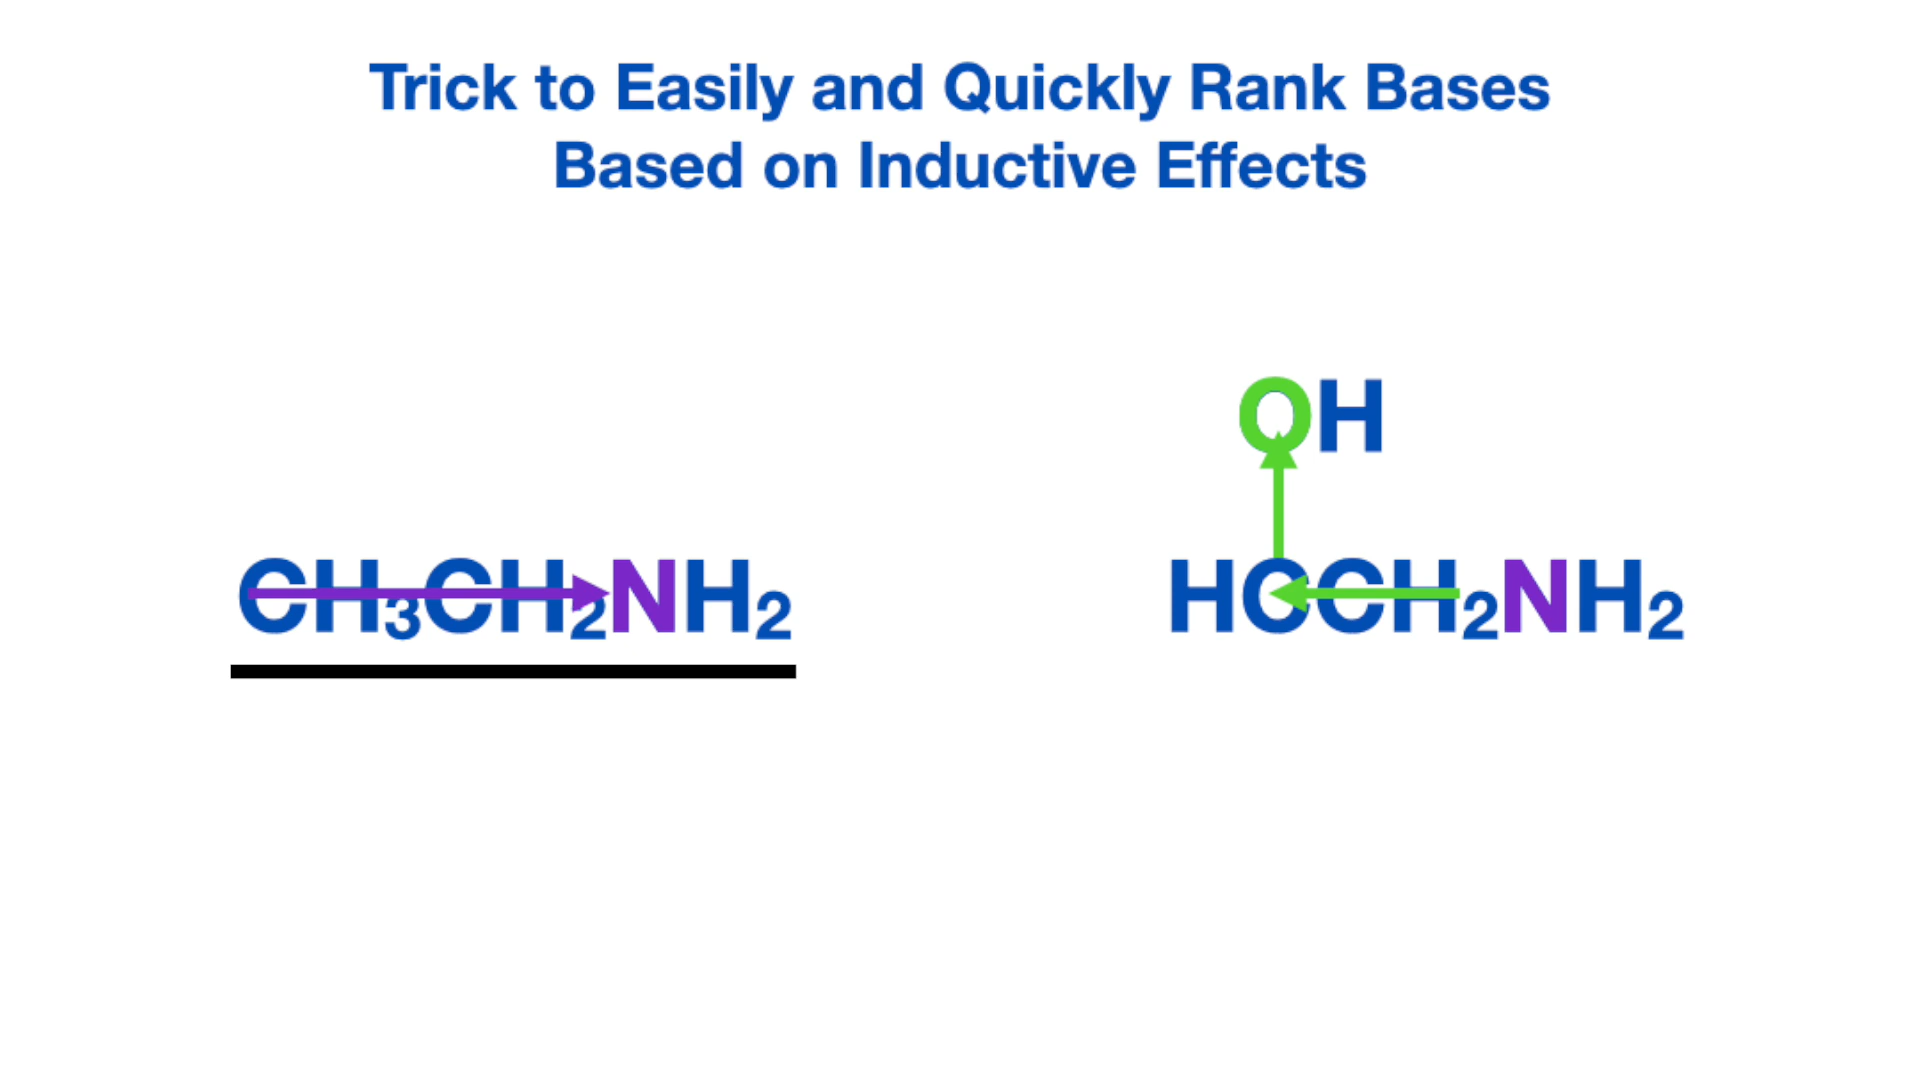 Trick to Easily and Quickly Rank Bases
Based on Inductive Effects
OH
CH₃CH₂NH₂
HCCH₂NH₂